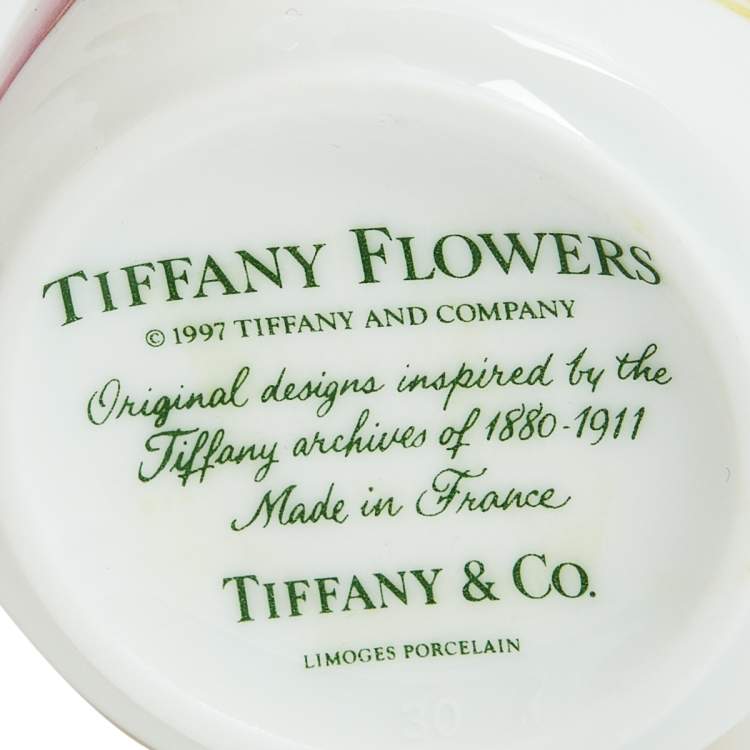 TIFFANY FLOWERS
© 1997 TIFFANY AND COMPANY
Original designs inspired by the
Tiffany archives of 1880-1911
Made in France
TIFFANY & CO.
LIMOGES PORCELAIN
30